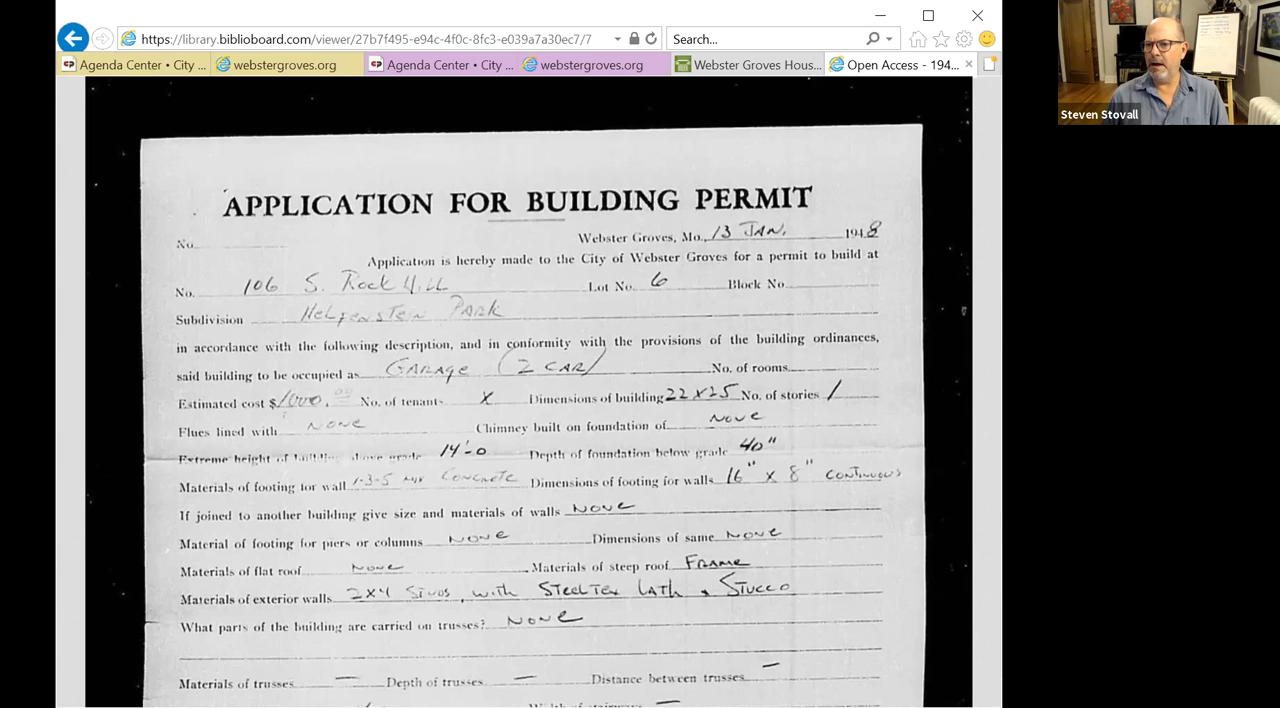 https://library.biblioboard.com/v
Search...
Agenda Center • City ...
webstergroves.org
Agenda Center • City ...
webstergroves.org
Webster Groves Hous...
Open Access - 194...
Steven Stovall
APPLICATION FOR BUILDING PERMIT
No.
Webster Groves, Mo., 13 JAN. 1948
Application is hereby made to the City of Webster Groves for a permit to build at
No. 106 S. Rock Hill Lot No. 6 Block No.
Subdivision Helfenstein Park
in accordance with the following description, and in conformity with the provisions of the building ordinances,
said building to be occupied as GARAGE (2 CAR) No. of rooms
Estimated cost $1000.00 No. of tenants X Dimensions of building 22 X 25 No. of stories 1
Flues lined with NONE Chimney built on foundation of NONE
Extreme height of building above grade 14'-0 Depth of foundation below grade 40"
Materials of footing for wall 1-3-5 MIX CONCRETE Dimensions of footing for walls 16" X 8" CONTINUOUS
If joined to another building give size and materials of walls NONE
Material of footing for piers or columns NONE Dimensions of same NONE
Materials of flat roof NONE Materials of steep roof FRAME
Materials of exterior walls 2X4 STUDS, WITH STEELTEX LATH & STUCCO
What parts of the building are carried on trusses? NONE
Materials of trusses — Depth of trusses — Distance between trusses —